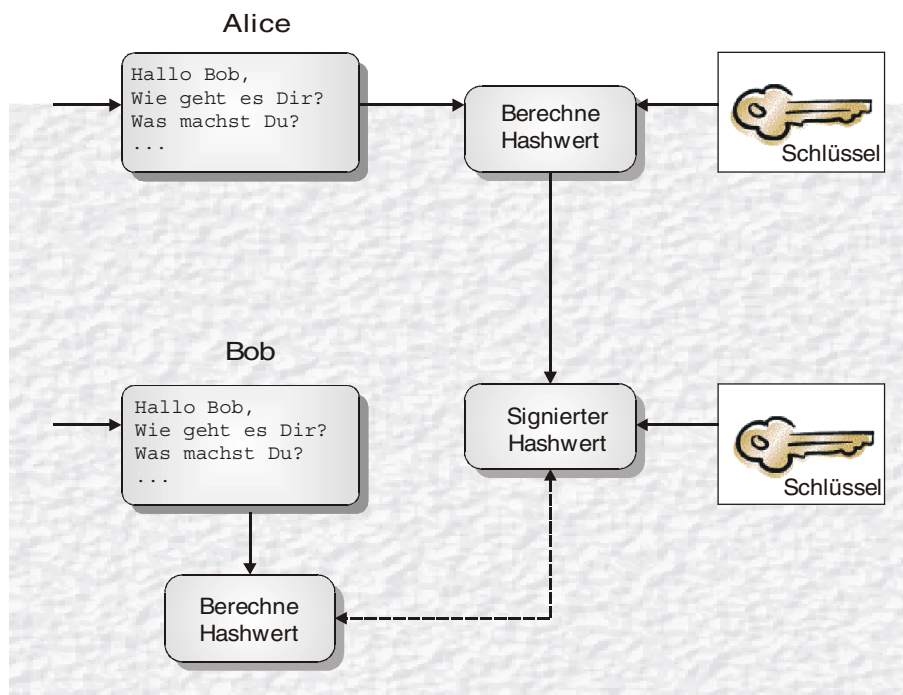 Alice
Hallo Bob,
Wie geht es Dir?
Was machst Du?
...
Berechne
Hashwert
Schlüssel
Bob
Hallo Bob,
Wie geht es Dir?
Was machst Du?
...
Signierter
Hashwert
Schlüssel
Berechne
Hashwert